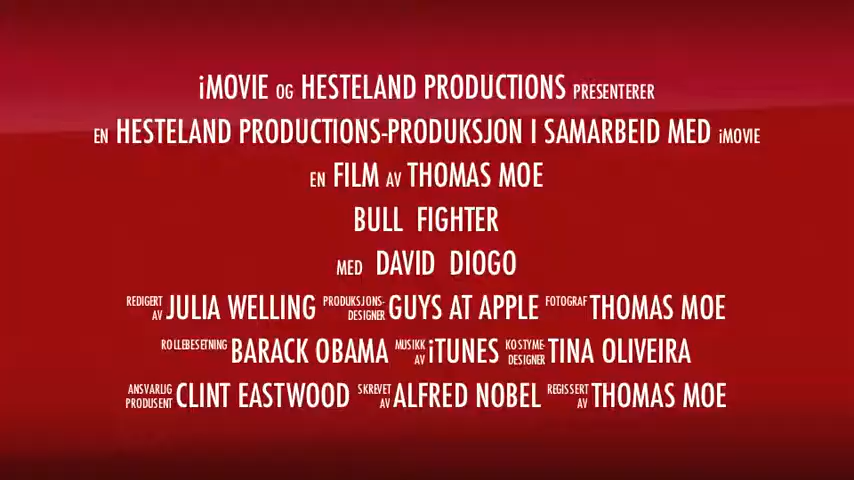 iMOVIE OG HESTELAND PRODUCTIONS PRESENTERER
EN HESTELAND PRODUCTIONS-PRODUKSJON I SAMARBEID MED iMOVIE
EN FILM AV THOMAS MOE
BULL FIGHTER
MED DAVID DIOGO
REDIGERT AV JULIA WELLING PRODUKSJONS-DESIGNER GUYS AT APPLE FOTOGRAF THOMAS MOE
ROLLEBESETNING BARACK OBAMA MUSIKK AV iTUNES KOSTYME-DESIGNER TINA OLIVEIRA
ANSVARLIG PRODUSENT CLINT EASTWOOD SKREVET AV ALFRED NOBEL REGISSERT AV THOMAS MOE